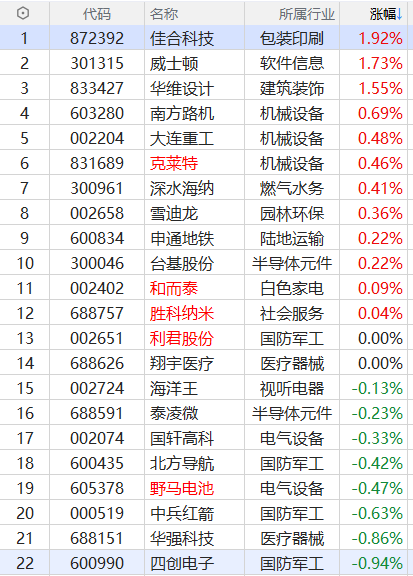 代码 名称 所属行业 涨幅↓
1 872392 佳合科技 包装印刷 1.92%
2 301315 威士顿 软件信息 1.73%
3 833427 华维设计 建筑装饰 1.55%
4 603280 南方路机 机械设备 0.69%
5 002204 大连重工 机械设备 0.48%
6 831689 克莱特 机械设备 0.46%
7 300961 深水海纳 燃气水务 0.41%
8 002658 雪迪龙 园林环保 0.36%
9 600834 申通地铁 陆地运输 0.22%
10 300046 台基股份 半导体元件 0.22%
11 002402 和而泰 白色家电 0.09%
12 688757 胜科纳米 社会服务 0.04%
13 002651 利君股份 国防军工 0.00%
14 688626 翔宇医疗 医疗器械 0.00%
15 002724 海洋王 视听电器 -0.13%
16 688591 泰凌微 半导体元件 -0.23%
17 002074 国轩高科 电气设备 -0.33%
18 600435 北方导航 国防军工 -0.42%
19 605378 野马电池 电气设备 -0.47%
20 000519 中兵红箭 国防军工 -0.63%
21 688151 华强科技 医疗器械 -0.86%
22 600990 四创电子 国防军工 -0.94%